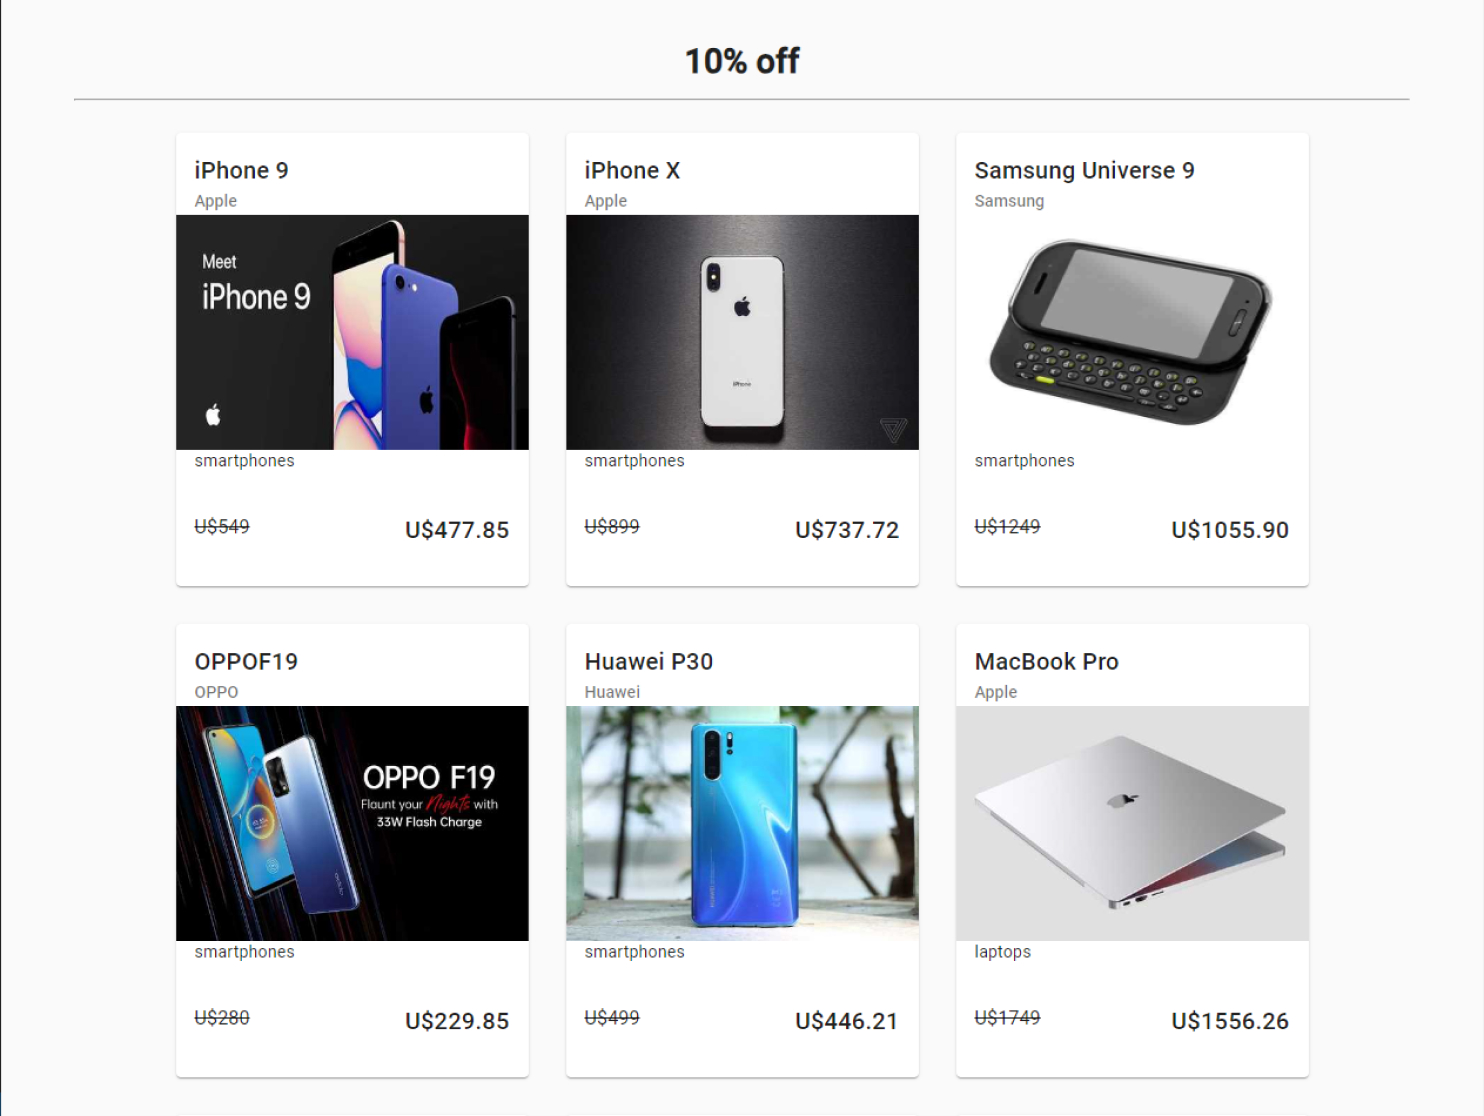 10% off
iPhone 9
Apple
Meet
iPhone 9
smartphones
U$549
U$477.85
iPhone X
Apple
iPhone
smartphones
U$899
U$737.72
Samsung Universe 9
Samsung
smartphones
U$1249
U$1055.90
OPPOF19
OPPO
OPPO F19
Flaunt your Nights with
33W Flash Charge
smartphones
U$280
U$229.85
Huawei P30
Huawei
smartphones
U$499
U$446.21
MacBook Pro
Apple
laptops
U$1749
U$1556.26